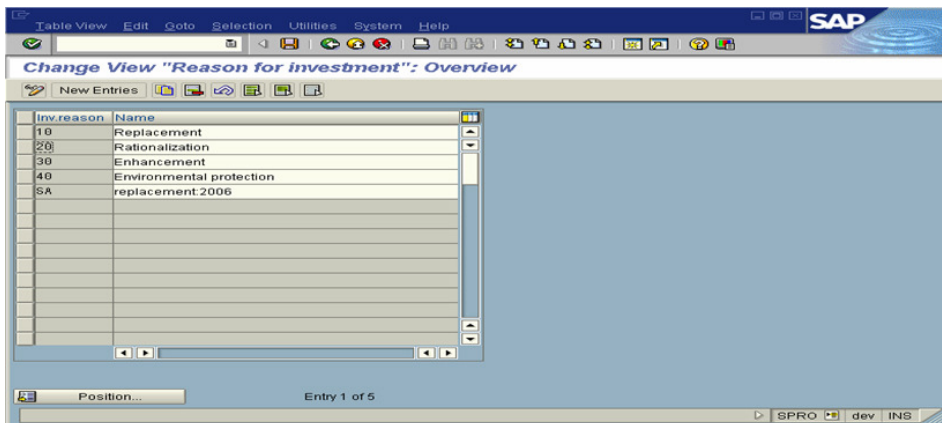 Table View Edit Goto Selection Utilities System Help
SAP
Change View "Reason for investment": Overview
New Entries
Inv.reason Name
10 Replacement
20 Rationalization
30 Enhancement
40 Environmental protection
SA replacement:2006
Position... Entry 1 of 5
SPRO dev INS